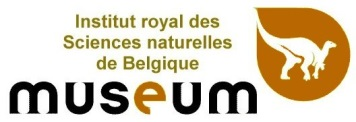 Institut royal des
Sciences naturelles
de Belgique
museum